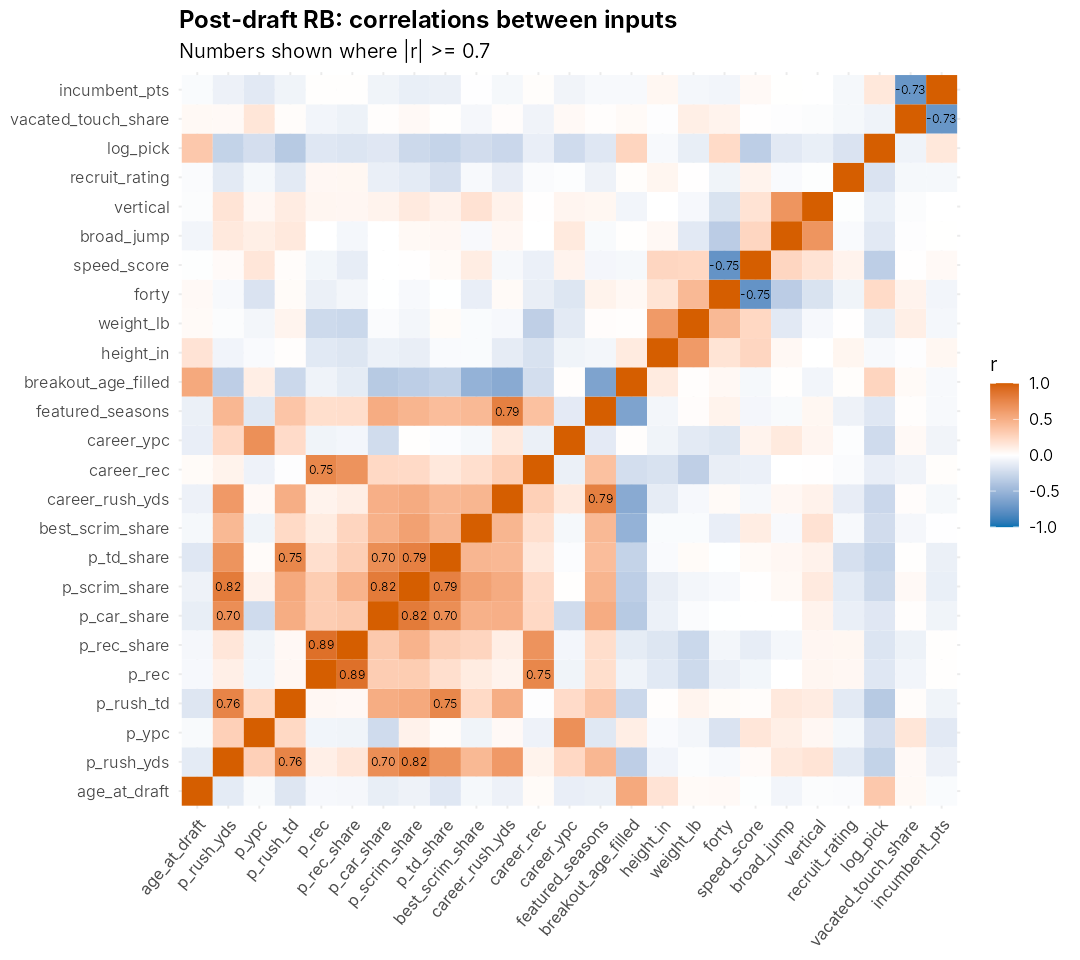 Post-draft RB: correlations between inputs
Numbers shown where |r| >= 0.7
incumbent_pts
-0.73
vacated_touch_share
-0.73
log_pick
recruit_rating
vertical
broad_jump
speed_score
-0.75
forty
-0.75
weight_lb
height_in
breakout_age_filled
featured_seasons
0.79
career_ypc
career_rec
0.75
career_rush_yds
0.79
best_scrim_share
p_td_share
0.75 0.70 0.79
p_scrim_share
0.82 0.82 0.79
p_car_share
0.70 0.82 0.70
p_rec_share
0.89
p_rec
0.89 0.75
p_rush_td
0.76 0.75
p_ypc
p_rush_yds
0.76 0.70 0.82
age_at_draft
age_at_draft
p_rush_yds
p_ypc
p_rush_td
p_rec
p_rec_share
p_car_share
p_scrim_share
p_td_share
best_scrim_share
career_rush_yds
career_rec
career_ypc
featured_seasons
breakout_age_filled
height_in
weight_lb
forty
speed_score
broad_jump
vertical
recruit_rating
log_pick
vacated_touch_share
incumbent_pts
r
1.0
0.5
0.0
-0.5
-1.0